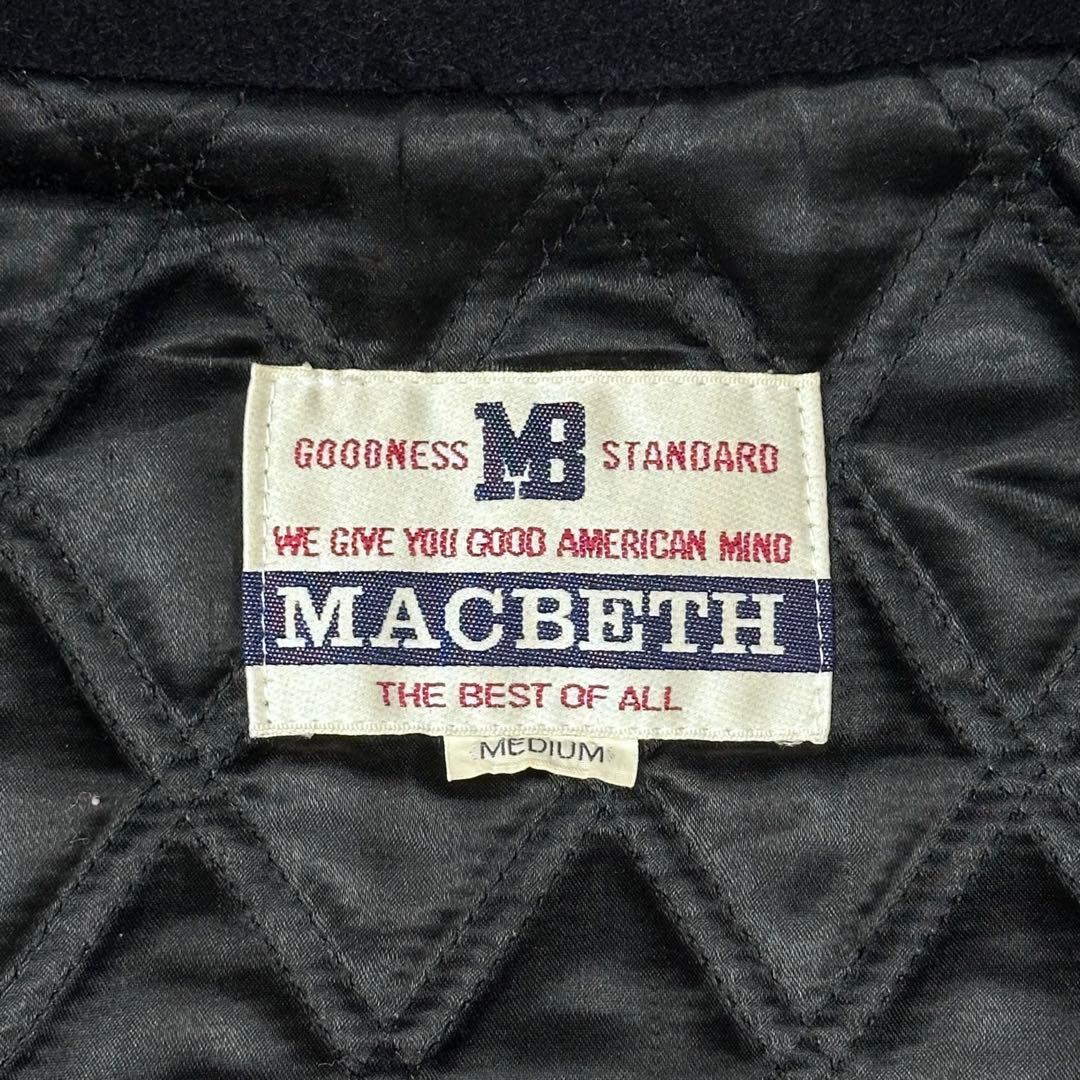 GOODNESS MB STANDARD
WE GIVE YOU GOOD AMERICAN MIND
MACBETH
THE BEST OF ALL
MEDIUM